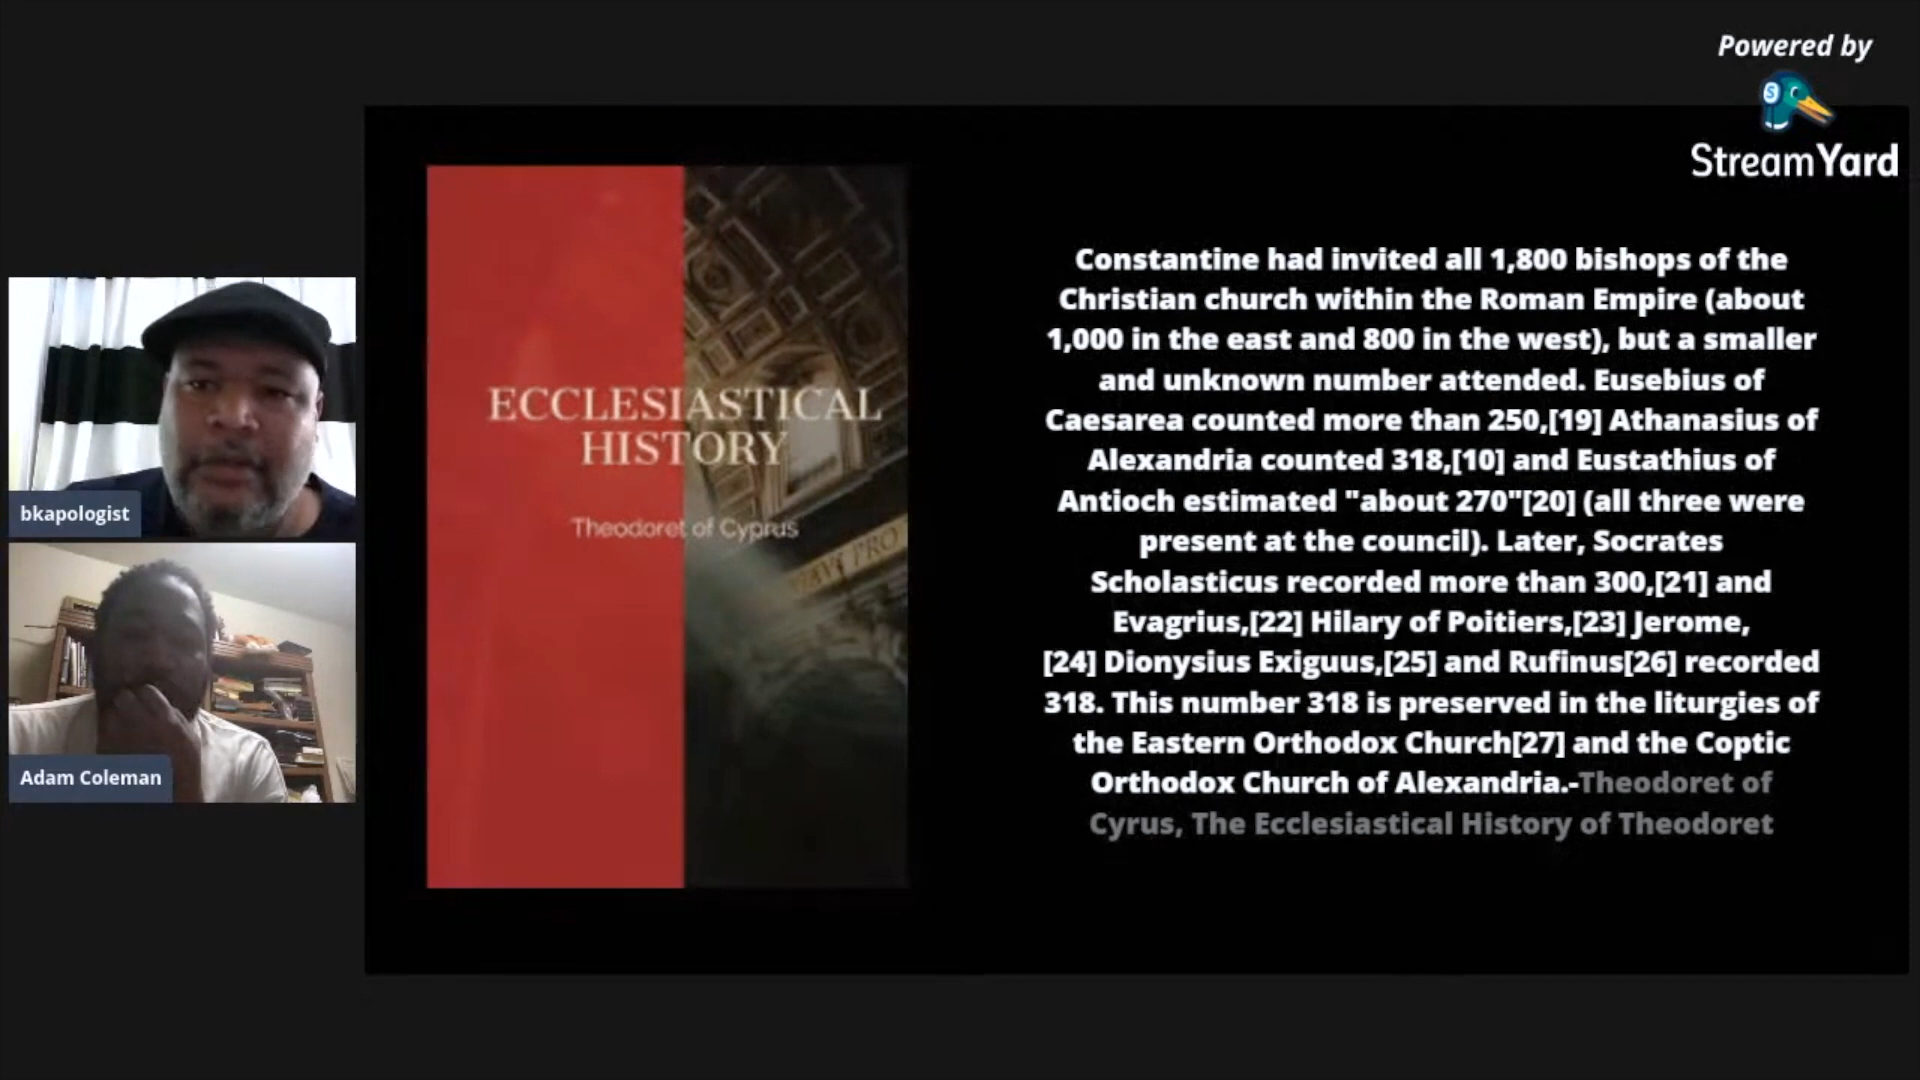 Powered by
StreamYard
bkapologist
Adam Coleman
ECCLESIASTICAL
HISTORY
Theodoret of Cyprus
Constantine had invited all 1,800 bishops of the
Christian church within the Roman Empire (about
1,000 in the east and 800 in the west), but a smaller
and unknown number attended. Eusebius of
Caesarea counted more than 250,[19] Athanasius of
Alexandria counted 318,[10] and Eustathius of
Antioch estimated "about 270"[20] (all three were
present at the council). Later, Socrates
Scholasticus recorded more than 300,[21] and
Evagrius,[22] Hilary of Poitiers,[23] Jerome,
[24] Dionysius Exiguus,[25] and Rufinus[26] recorded
318. This number 318 is preserved in the liturgies of
the Eastern Orthodox Church[27] and the Coptic
Orthodox Church of Alexandria.-Theodoret of
Cyrus, The Ecclesiastical History of Theodoret